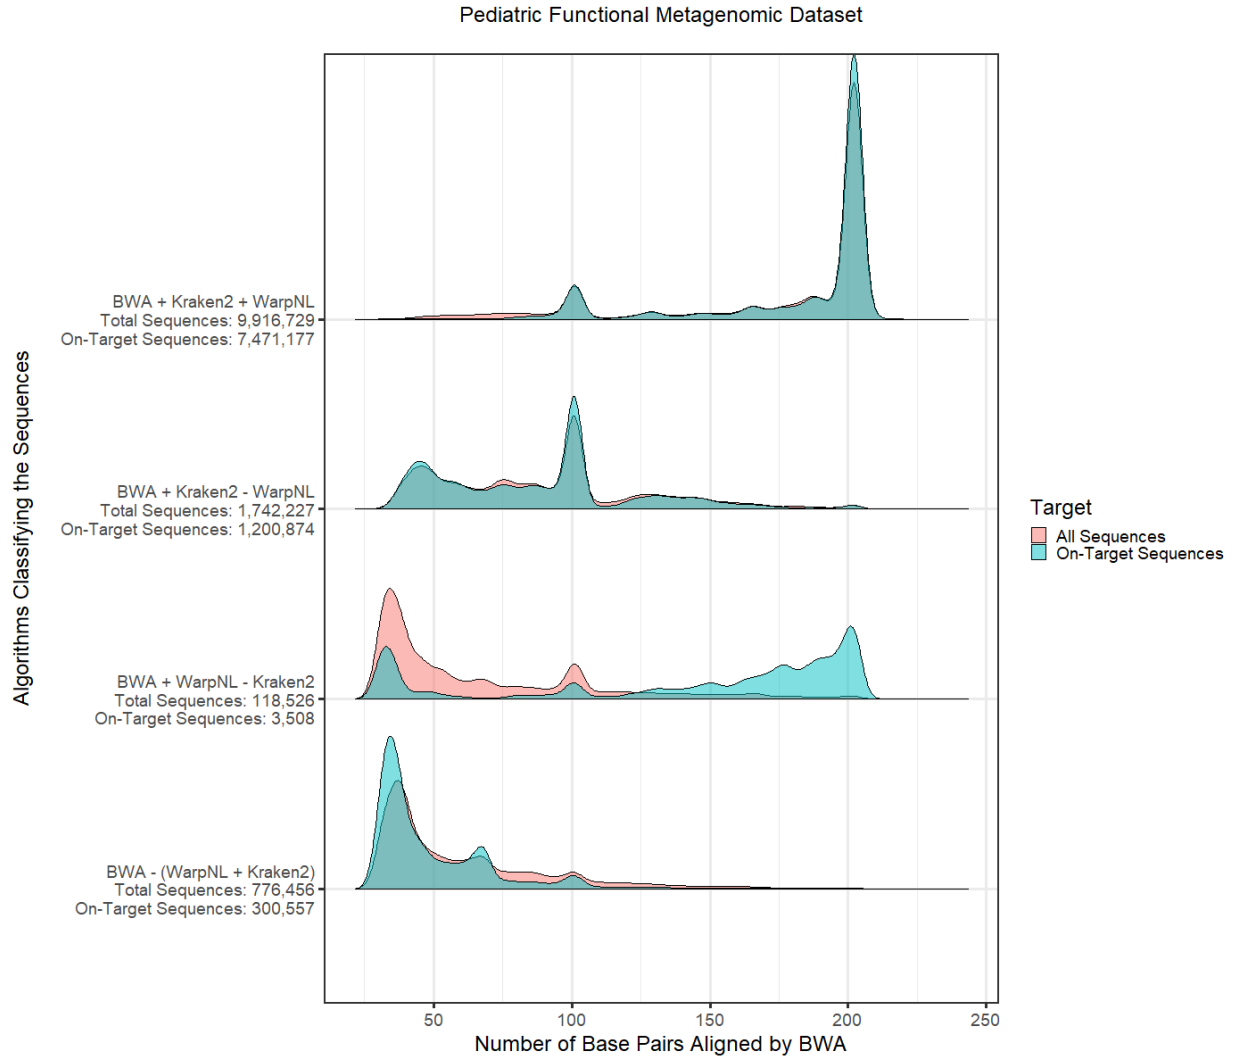 Pediatric Functional Metagenomic Dataset
Algorithms Classifying the Sequences
BWA + Kraken2 + WarpNL
Total Sequences: 9,916,729
On-Target Sequences: 7,471,177
BWA + Kraken2 - WarpNL
Total Sequences: 1,742,227
On-Target Sequences: 1,200,874
BWA + WarpNL - Kraken2
Total Sequences: 118,526
On-Target Sequences: 3,508
BWA - (WarpNL + Kraken2)
Total Sequences: 776,456
On-Target Sequences: 300,557
50 100 150 200 250
Number of Base Pairs Aligned by BWA
Target
All Sequences
On-Target Sequences